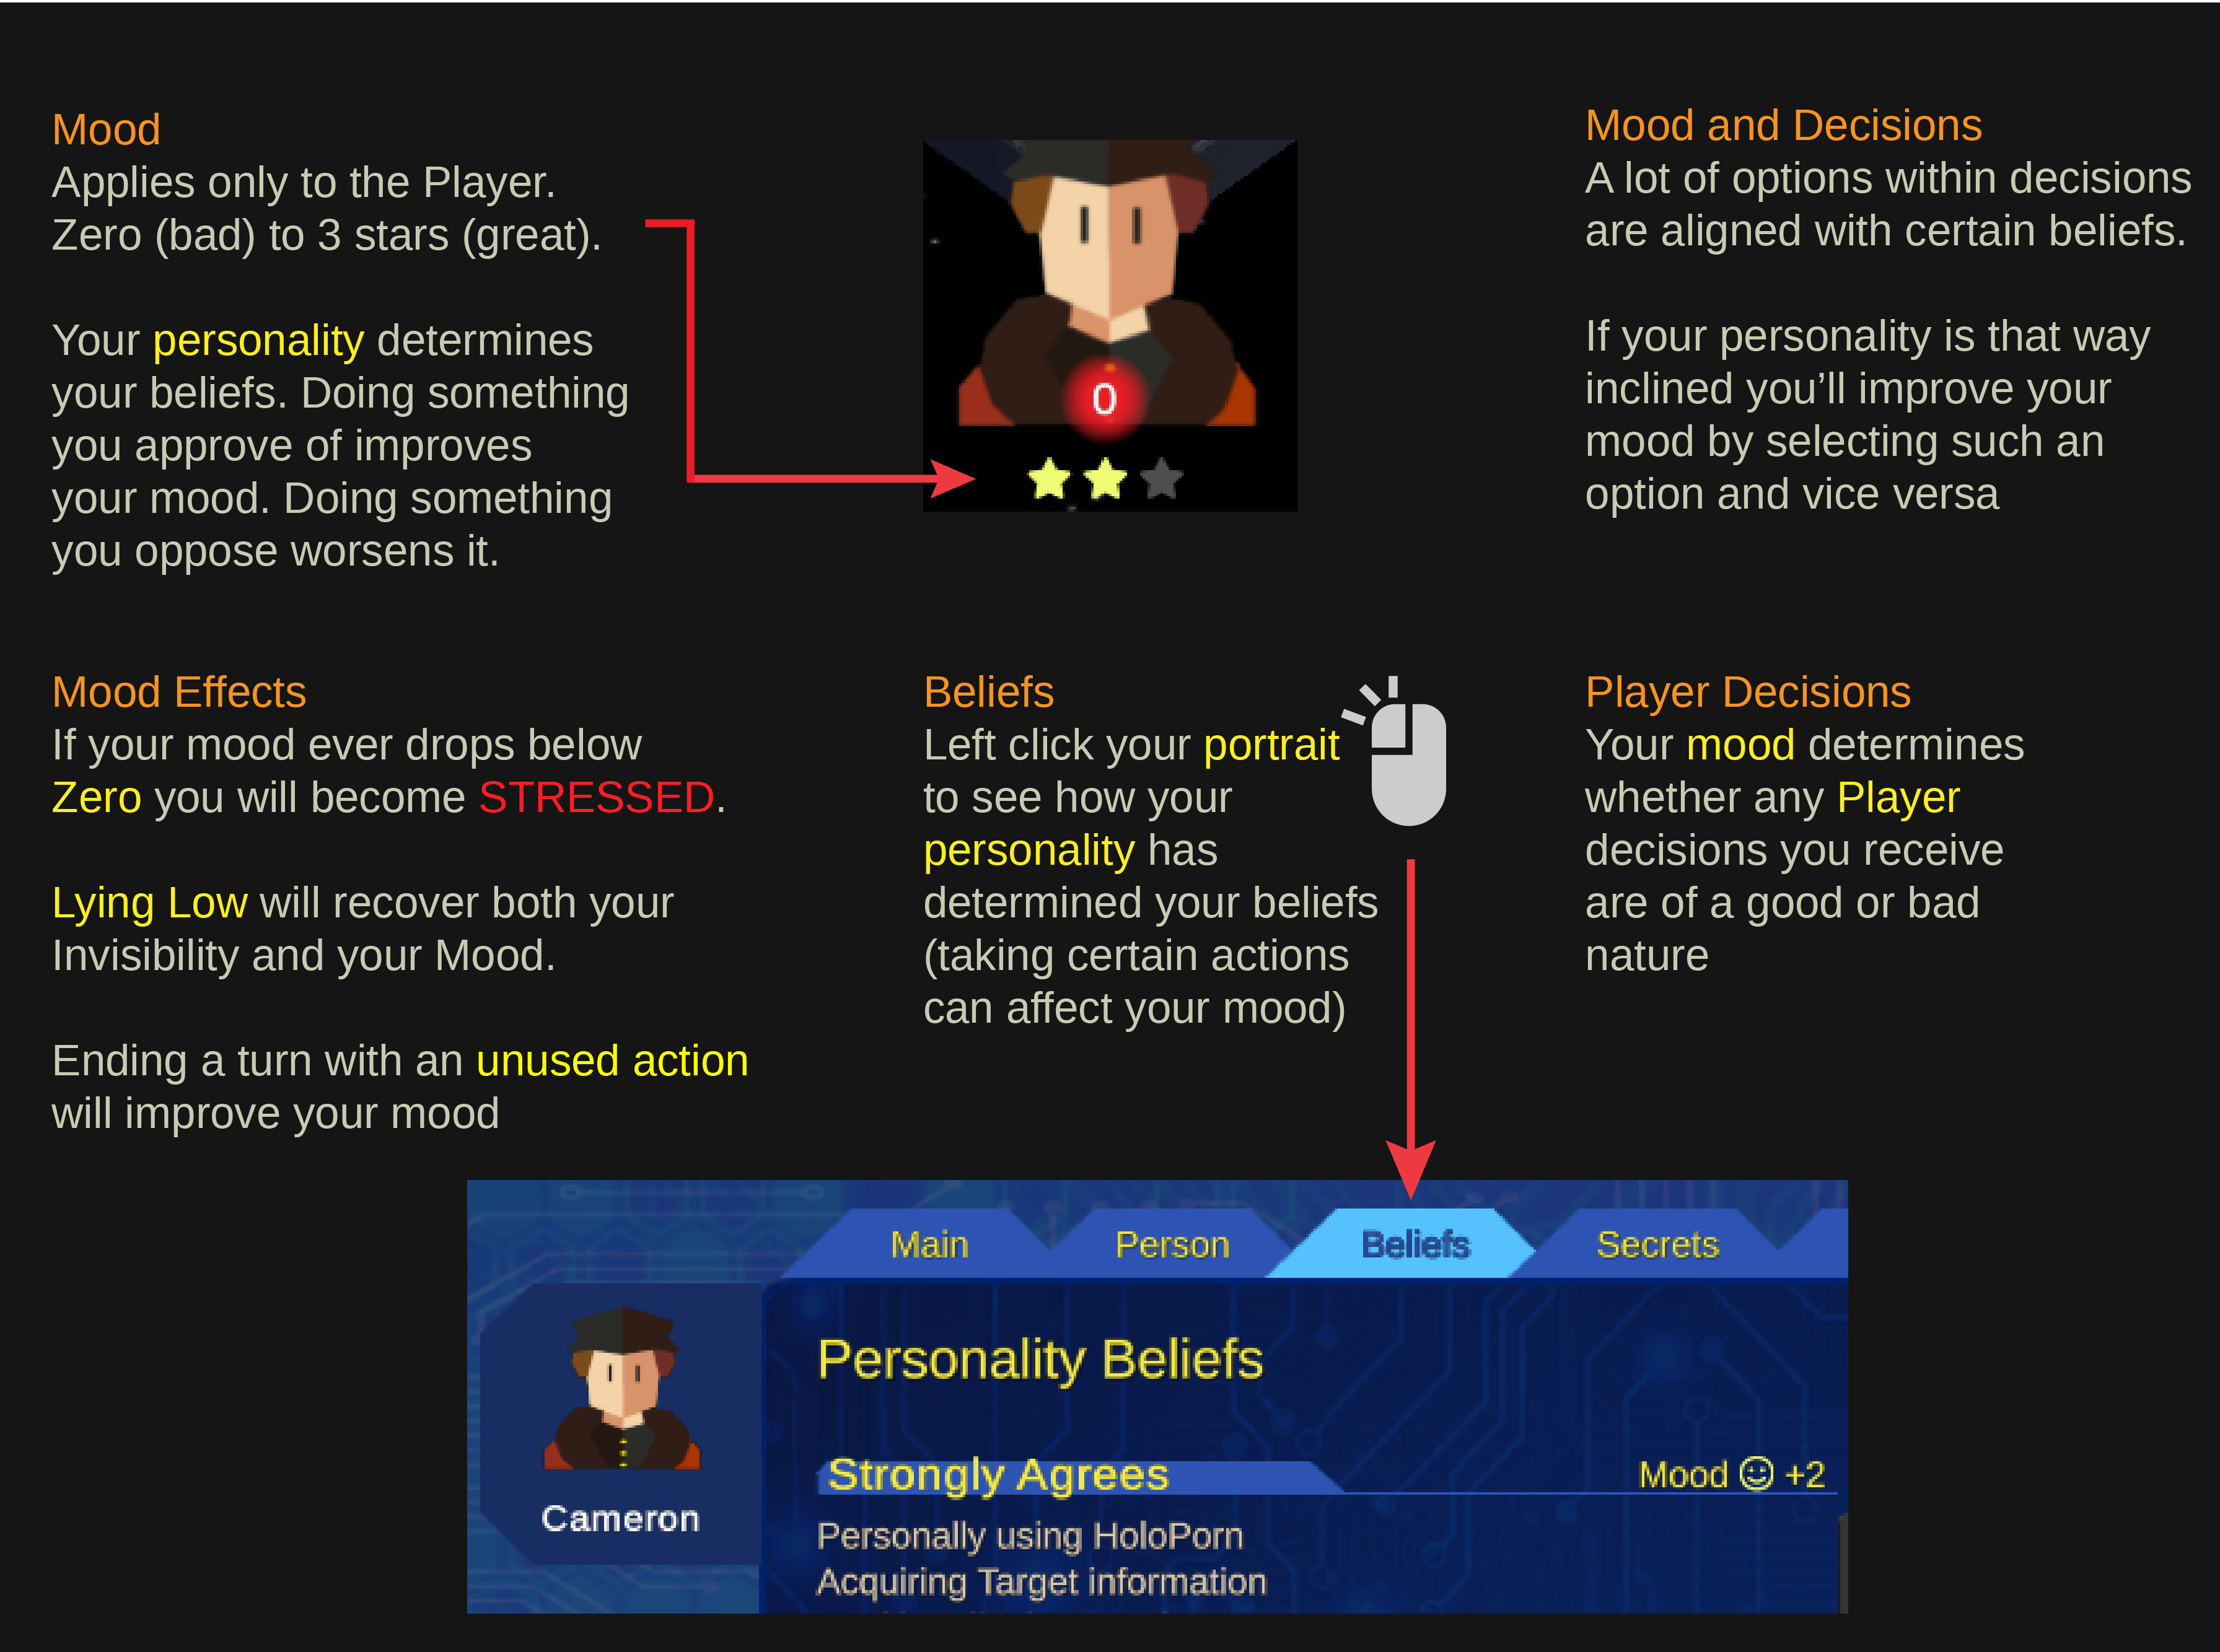 Mood
Applies only to the Player.
Zero (bad) to 3 stars (great).
Your personality determines
your beliefs. Doing something
you approve of improves
your mood. Doing something
you oppose worsens it.
0
Mood and Decisions
A lot of options within decisions
are aligned with certain beliefs.
If your personality is that way
inclined you’ll improve your
mood by selecting such an
option and vice versa
Mood Effects
If your mood ever drops below
Zero you will become STRESSED.
Lying Low will recover both your
Invisibility and your Mood.
Ending a turn with an unused action
will improve your mood
Beliefs
Left click your portrait
to see how your
personality has
determined your beliefs
(taking certain actions
can affect your mood)
Player Decisions
Your mood determines
whether any Player
decisions you receive
are of a good or bad
nature
Main
Person
Beliefs
Secrets
Cameron
Personality Beliefs
Strongly Agrees
Mood +2
Personally using HoloPorn
Acquiring Target information